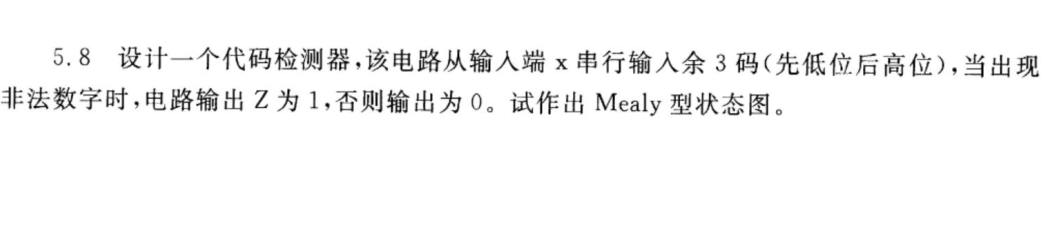 5.8 设计一个代码检测器,该电路从输入端 x 串行输入余 3 码(先低位后高位),当出现
非法数字时,电路输出 Z 为 1,否则输出为 0。试作出 Mealy 型状态图。